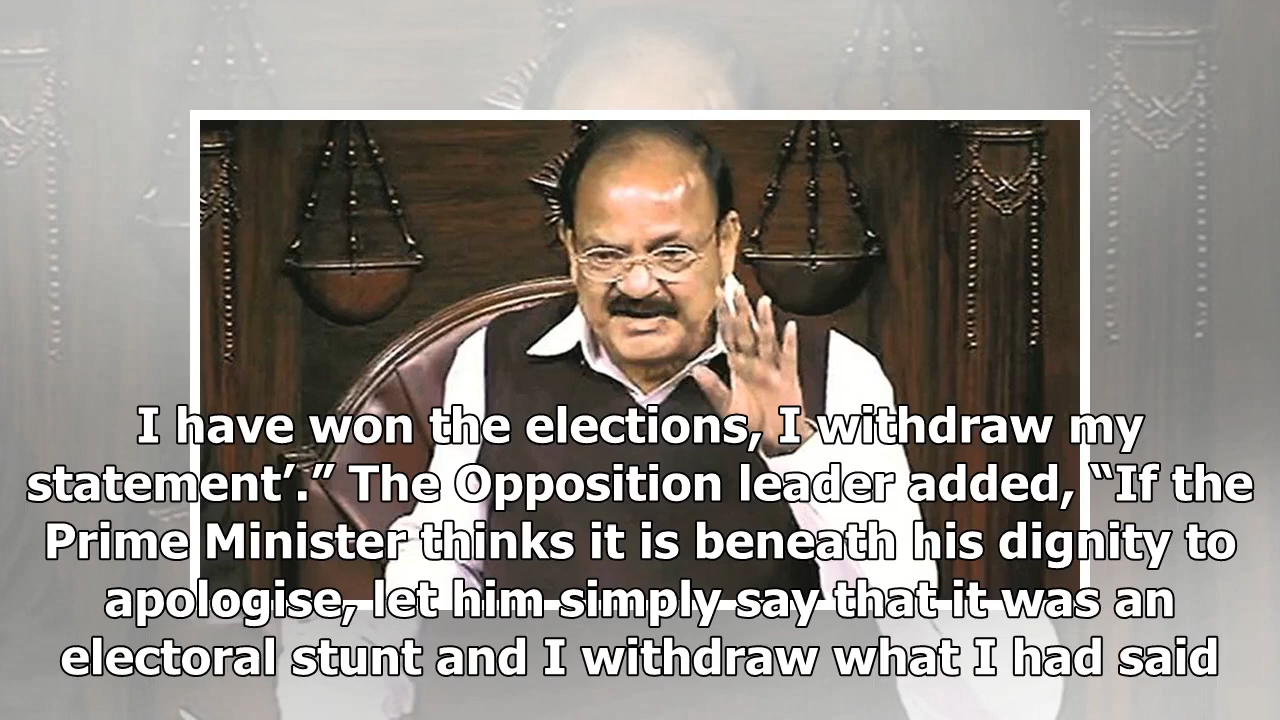 I have won the elections, I withdraw my
statement’.” The Opposition leader added, “If the
Prime Minister thinks it is beneath his dignity to
apologise, let him simply say that it was an
electoral stunt and I withdraw what I had said